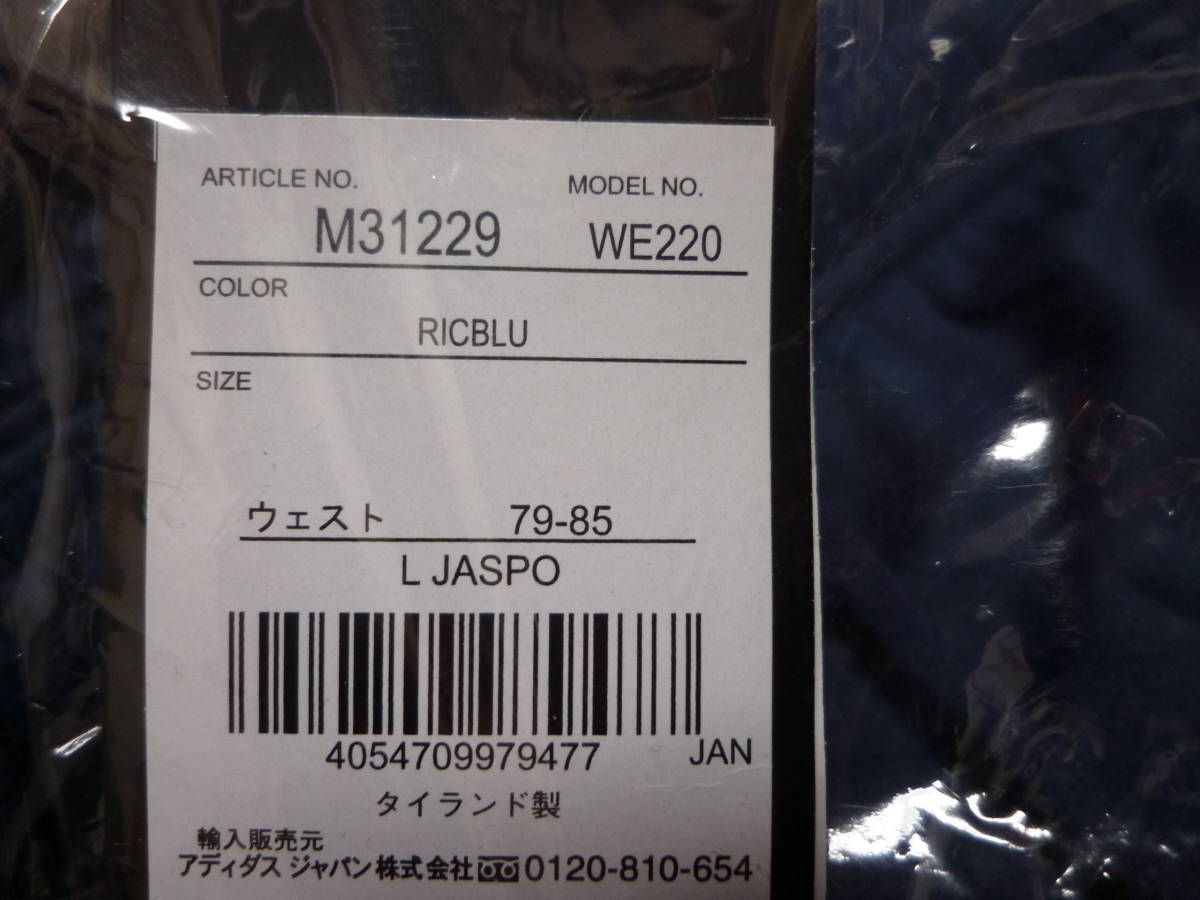 ARTICLE NO. MODEL NO.
M31229 WE220
COLOR
RICBLU
SIZE
ウェスト 79-85
L JASPO
4054709979477 JAN
タイランド製
輸入販売元
アディダス ジャパン株式会社 0120-810-654